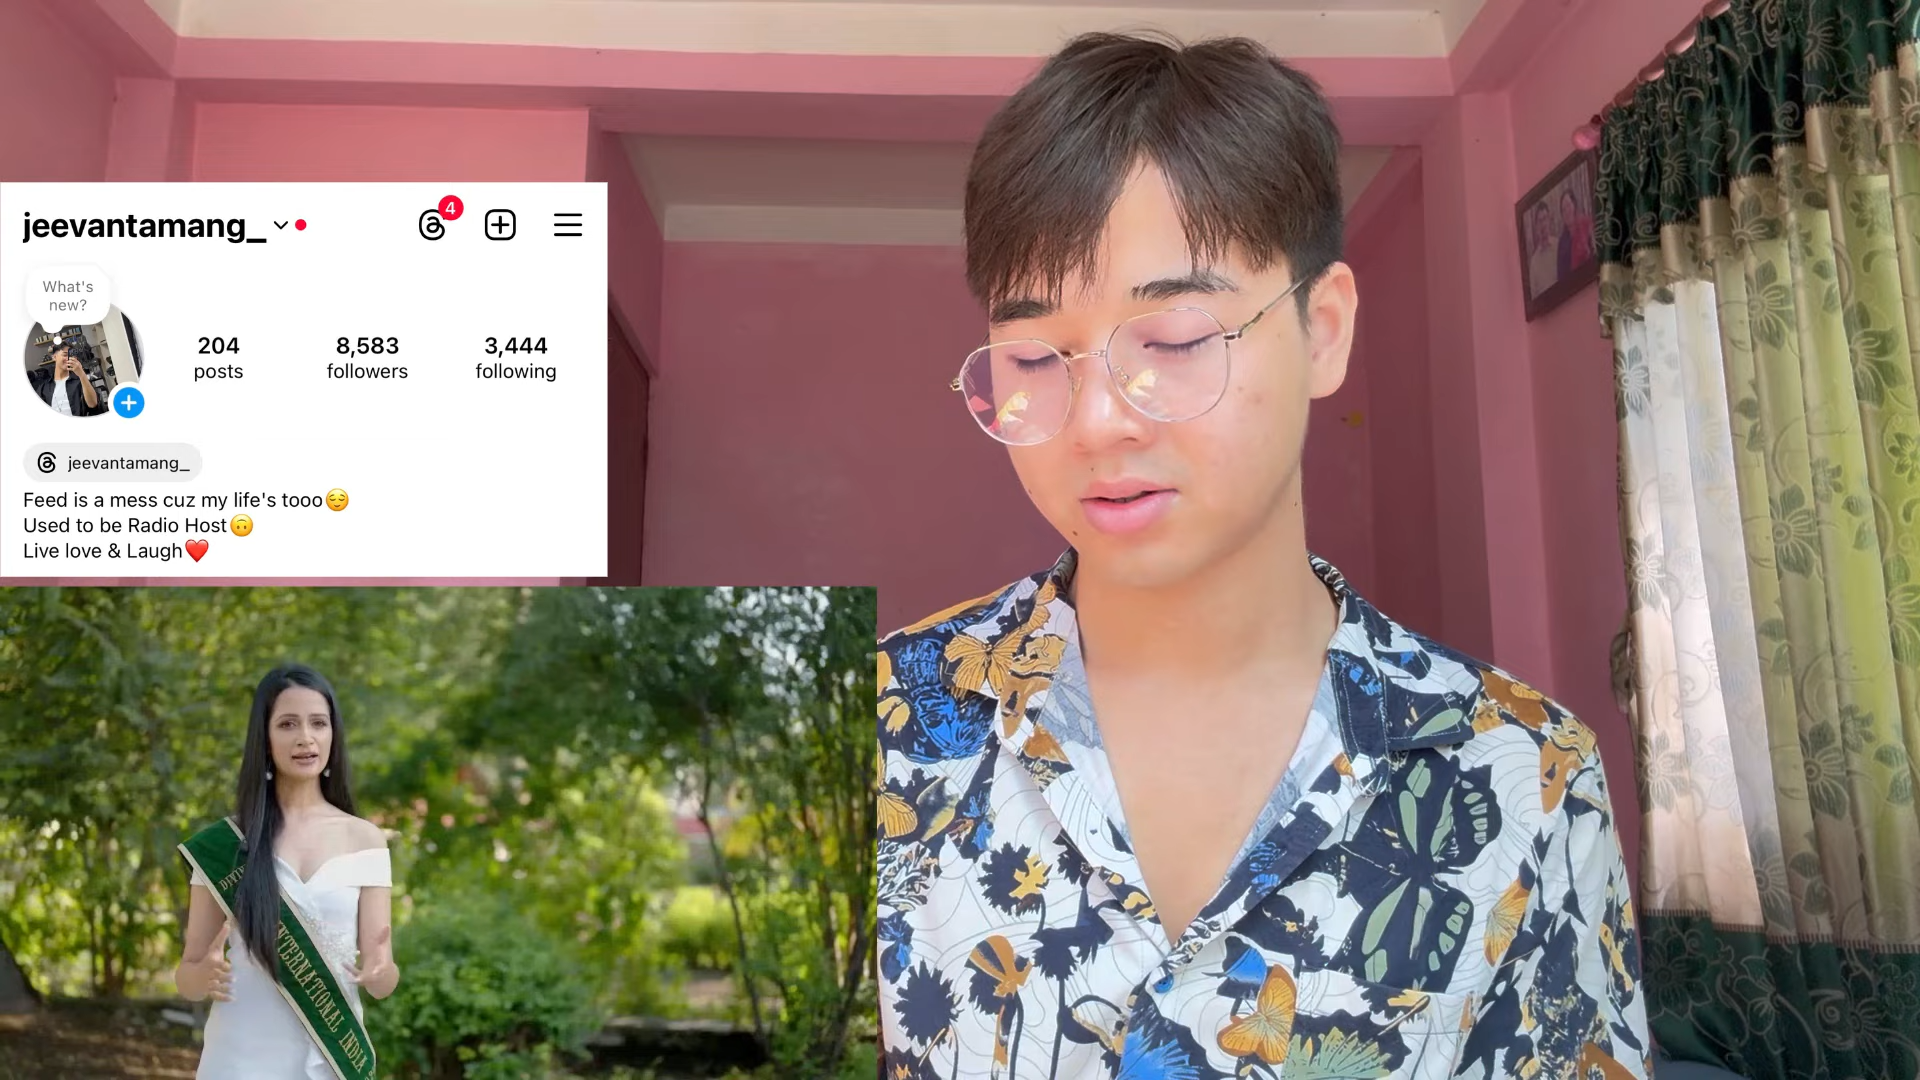 jeevantamang_
4
What's
new?
204 8,583 3,444
posts followers following
jeevantamang_
Feed is a mess cuz my life's tooo😌
Used to be Radio Host🙃
Live love & Laugh❤️
INTERNATIONAL INDIA